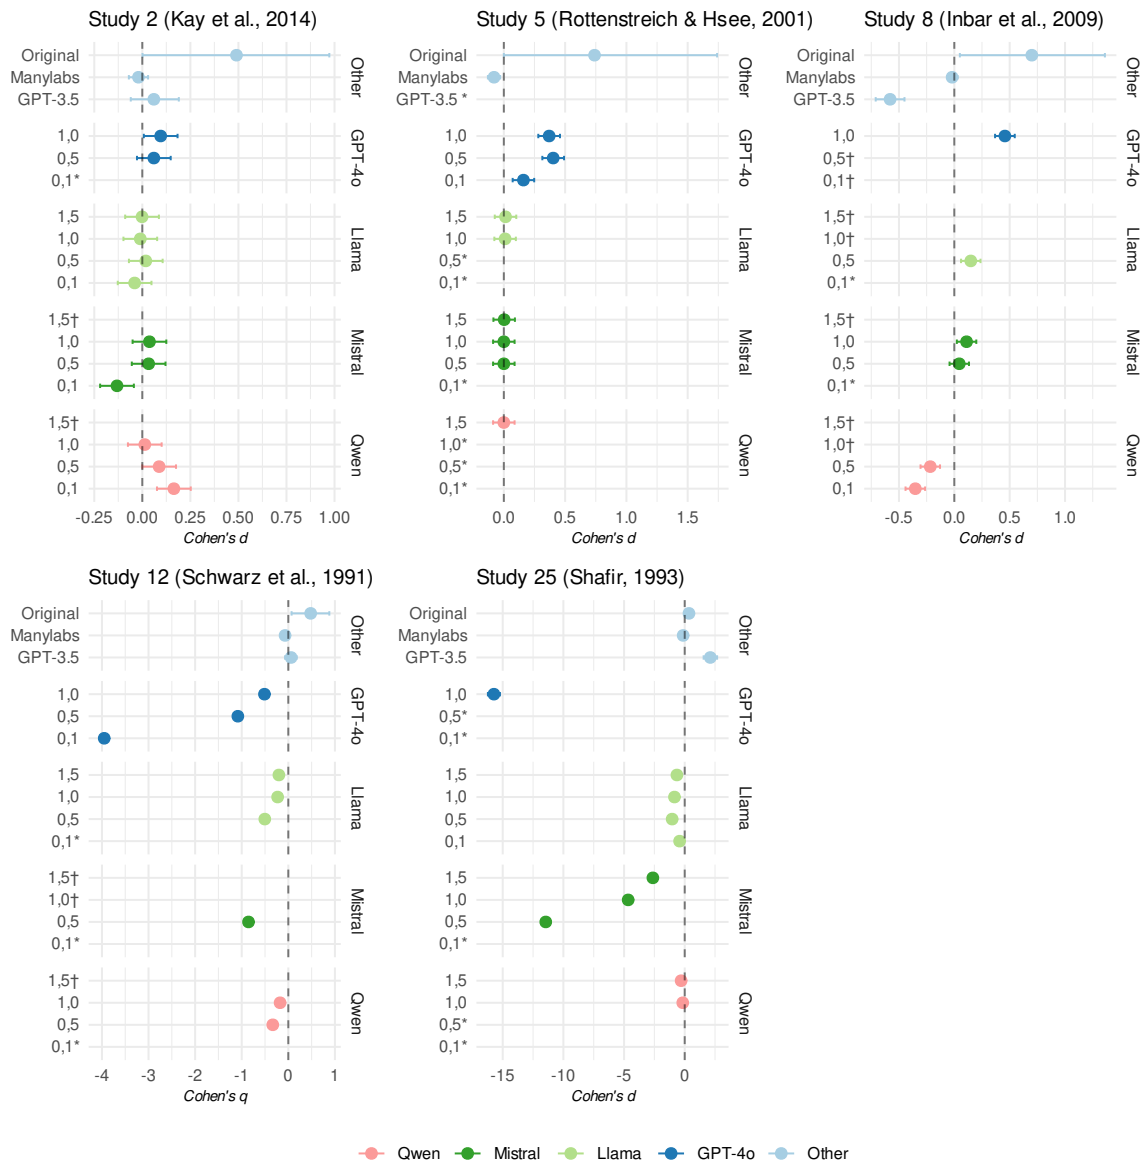 Study 2 (Kay et al., 2014)
Original
Manylabs
GPT-3.5
Other
1,0
0,5
0,1*
GPT-4o
1,5
1,0
0,5
0,1
Llama
1,5†
1,0
0,5
0,1
Mistral
1,5†
1,0
0,5
0,1
Qwen
-0.25 0.00 0.25 0.50 0.75 1.00
Cohen's d
Study 5 (Rottenstreich & Hsee, 2001)
Original
Manylabs
GPT-3.5 *
Other
1,0
0,5
0,1
GPT-4o
1,5
1,0
0,5*
0,1*
Llama
1,5
1,0
0,5
0,1*
Mistral
1,5
1,0*
0,5*
0,1*
Qwen
0.0 0.5 1.0 1.5
Cohen's d
Study 8 (Inbar et al., 2009)
Original
Manylabs
GPT-3.5
Other
1,0
0,5†
0,1†
GPT-4o
1,5†
1,0†
0,5
0,1*
Llama
1,5†
1,0
0,5
0,1*
Mistral
1,5†
1,0†
0,5
0,1
Qwen
-0.5 0.0 0.5 1.0
Cohen's d
Study 12 (Schwarz et al., 1991)
Original
Manylabs
GPT-3.5
Other
1,0
0,5
0,1
GPT-4o
1,5
1,0
0,5
0,1*
Llama
1,5†
1,0†
0,5
0,1*
Mistral
1,5†
1,0
0,5
0,1*
Qwen
-4 -3 -2 -1 0 1
Cohen's q
Study 25 (Shafir, 1993)
Original
Manylabs
GPT-3.5
Other
1,0
0,5*
0,1*
GPT-4o
1,5
1,0
0,5
0,1
Llama
1,5
1,0
0,5
0,1*
Mistral
1,5
1,0
0,5*
0,1*
Qwen
-15 -10 -5 0
Cohen's d
Qwen Mistral Llama GPT-4o Other